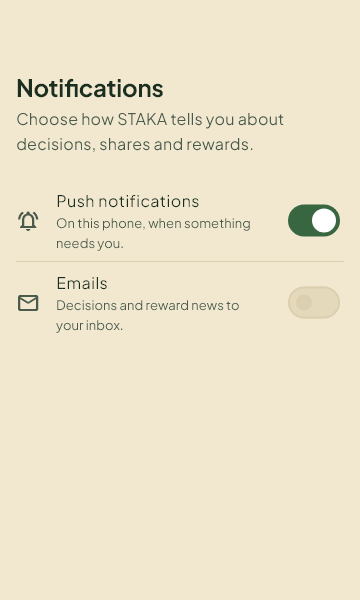 Notifications
Choose how STAKA tells you about
decisions, shares and rewards.
Push notifications
On this phone, when something
needs you.
Emails
Decisions and reward news to
your inbox.